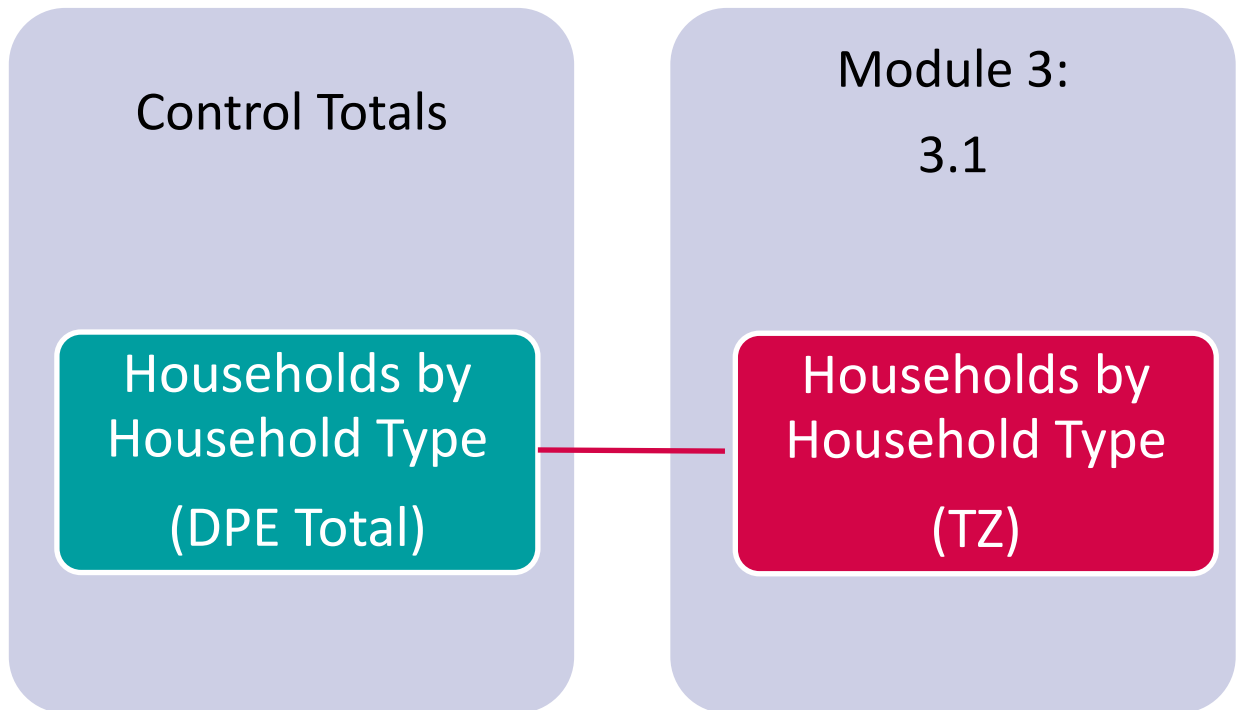 Control Totals
Households by
Household Type
(DPE Total)
Module 3:
3.1
Households by
Household Type
(TZ)